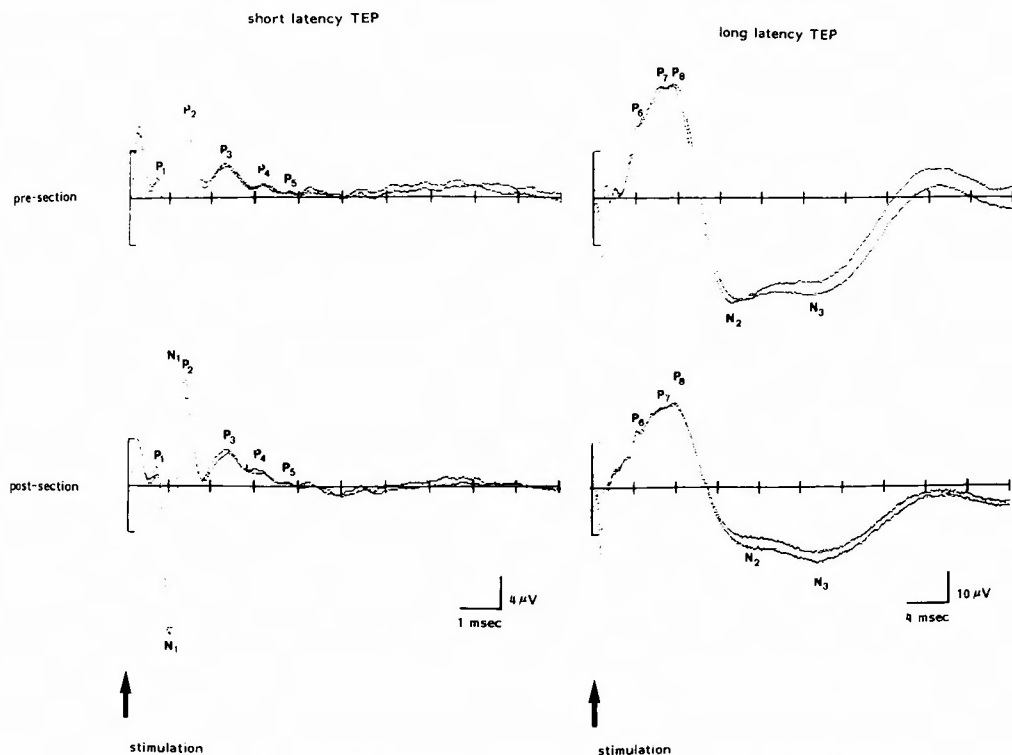 short latency TEP
long latency TEP
P2
P1
P3
P4
P5
P6
P7 P8
pre-section
N2
N3
N1
P2
P1
P3
P4
P5
P8
P7
P6
post-section
N2
N3
4 μV
1 msec
10 μV
4 msec
N1
stimulation
stimulation